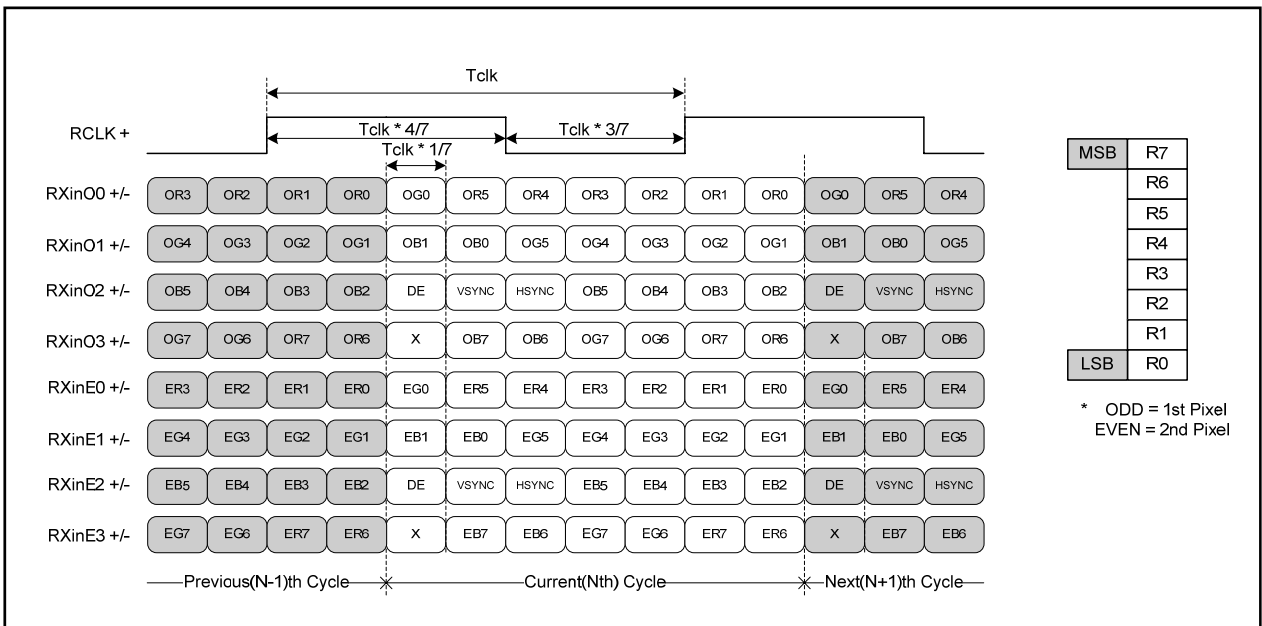 Tclk
RCLK +
Tclk * 4/7
Tclk * 3/7
Tclk * 1/7
RXinO0 +/- OR3 OR2 OR1 OR0 OG0 OR5 OR4 OR3 OR2 OR1 OR0 OG0 OR5 OR4
RXinO1 +/- OG4 OG3 OG2 OG1 OB1 OB0 OG5 OG4 OG3 OG2 OG1 OB1 OB0 OG5
RXinO2 +/- OB5 OB4 OB3 OB2 DE VSYNC HSYNC OB5 OB4 OB3 OB2 DE VSYNC HSYNC
RXinO3 +/- OG7 OG6 OR7 OR6 X OB7 OB6 OG7 OG6 OR7 OR6 X OB7 OB6
RXinE0 +/- ER3 ER2 ER1 ER0 EG0 ER5 ER4 ER3 ER2 ER1 ER0 EG0 ER5 ER4
RXinE1 +/- EG4 EG3 EG2 EG1 EB1 EB0 EG5 EG4 EG3 EG2 EG1 EB1 EB0 EG5
RXinE2 +/- EB5 EB4 EB3 EB2 DE VSYNC HSYNC EB5 EB4 EB3 EB2 DE VSYNC HSYNC
RXinE3 +/- EG7 EG6 ER7 ER6 X EB7 EB6 EG7 EG6 ER7 ER6 X EB7 EB6
Previous(N-1)th Cycle Current(Nth) Cycle Next(N+1)th Cycle
MSB R7
R6
R5
R4
R3
R2
R1
LSB R0
* ODD = 1st Pixel
EVEN = 2nd Pixel